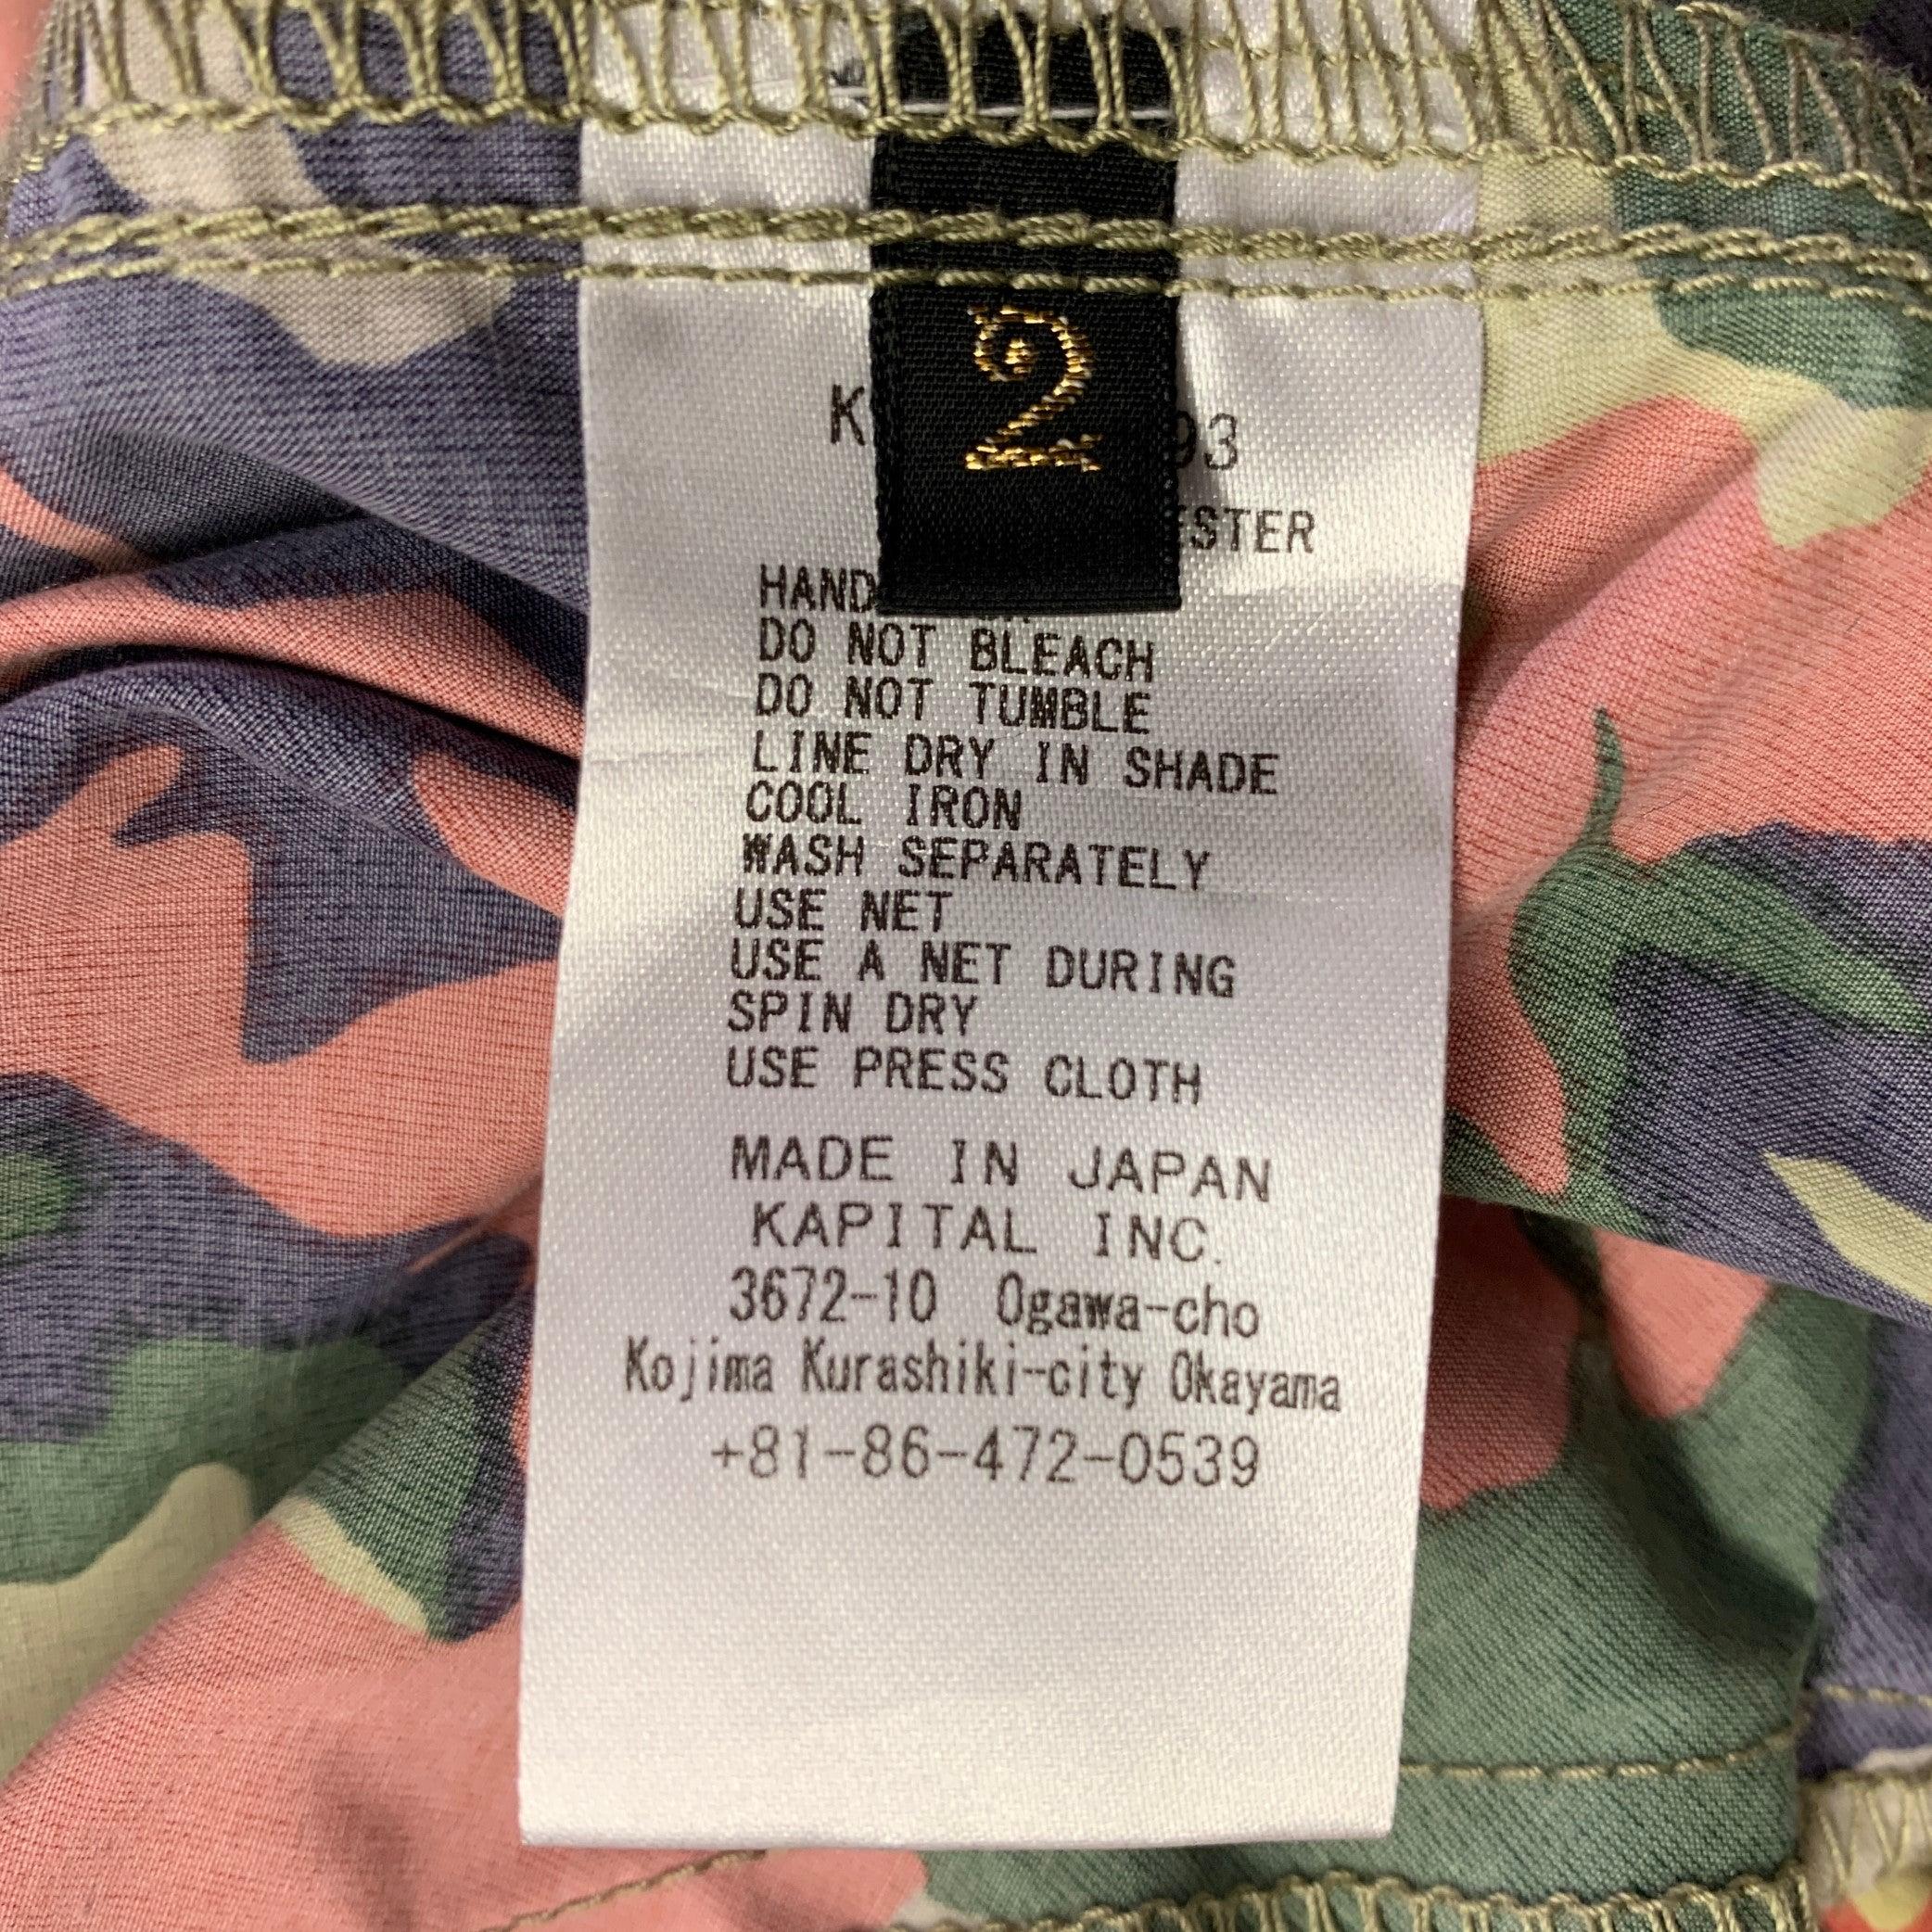 2
93
HAND
DO NOT BLEACH
DO NOT TUMBLE
LINE DRY IN SHADE
COOL IRON
WASH SEPARATELY
USE NET
USE A NET DURING
SPIN DRY
USE PRESS CLOTH
MADE IN JAPAN
KAPITAL INC.
3672-10 Ogawa-cho
Kojima Kurashiki-city Okayama
+81-86-472-0539